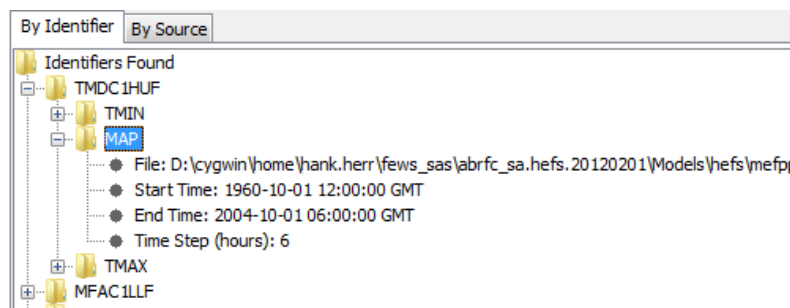 By Identifier By Source
Identifiers Found
TMDC1HUF
TMIN
MAP
File: D:\cygwin\home\hank.herr\fews_sas\abrfc_sa.hefs.20120201\Models\hefs\mefpp
Start Time: 1960-10-01 12:00:00 GMT
End Time: 2004-10-01 06:00:00 GMT
Time Step (hours): 6
TMAX
MFAC1LLF